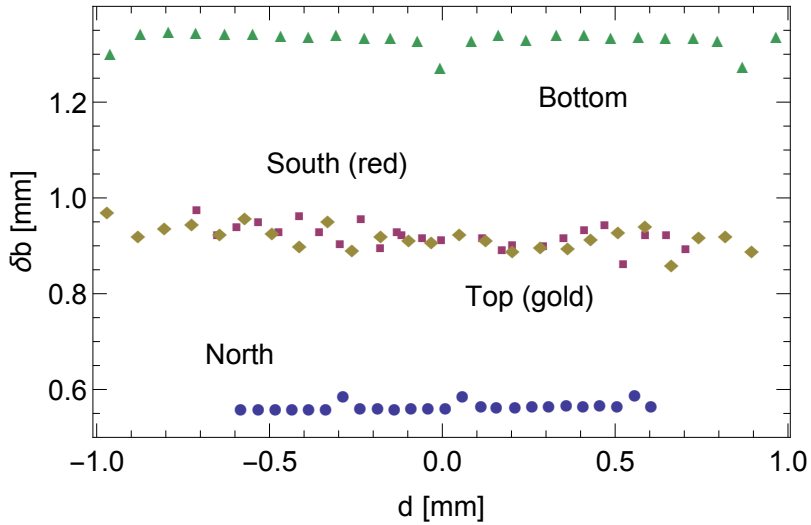 1.2
1.0
0.8
0.6
δb [mm]
Bottom
South (red)
Top (gold)
North
−1.0 −0.5 0.0 0.5 1.0
d [mm]